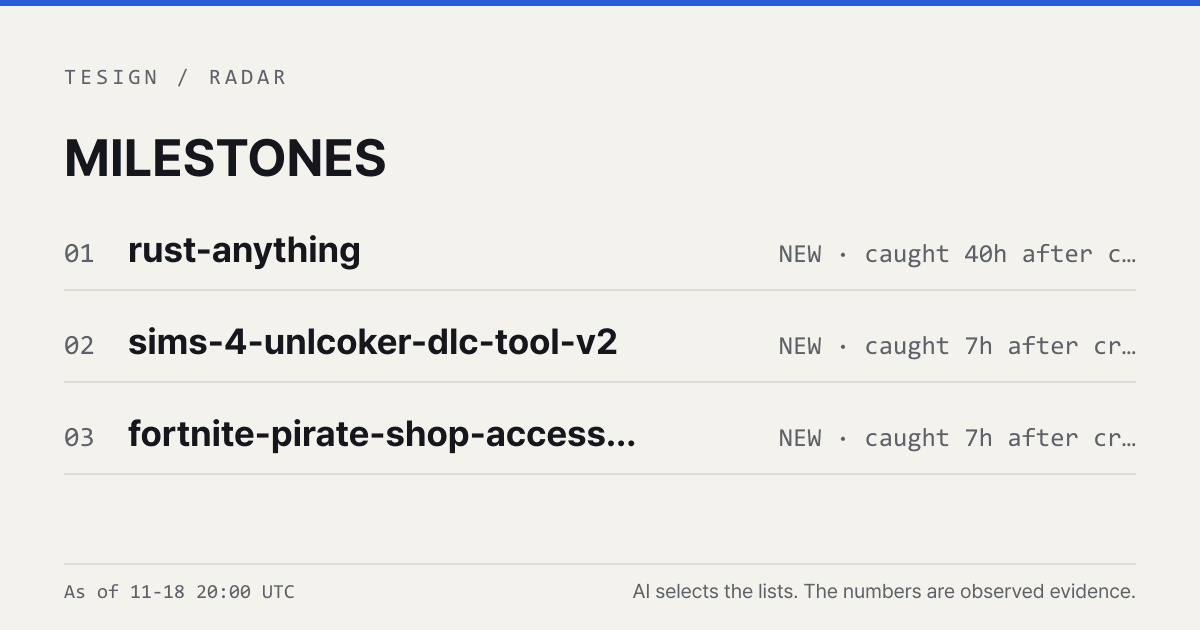 TESIGN / RADAR
MILESTONES
01 rust-anything NEW · caught 40h after c…
02 sims-4-unlcoker-dlc-tool-v2 NEW · caught 7h after cr…
03 fortnite-pirate-shop-access… NEW · caught 7h after cr…
As of 11-18 20:00 UTC AI selects the lists. The numbers are observed evidence.